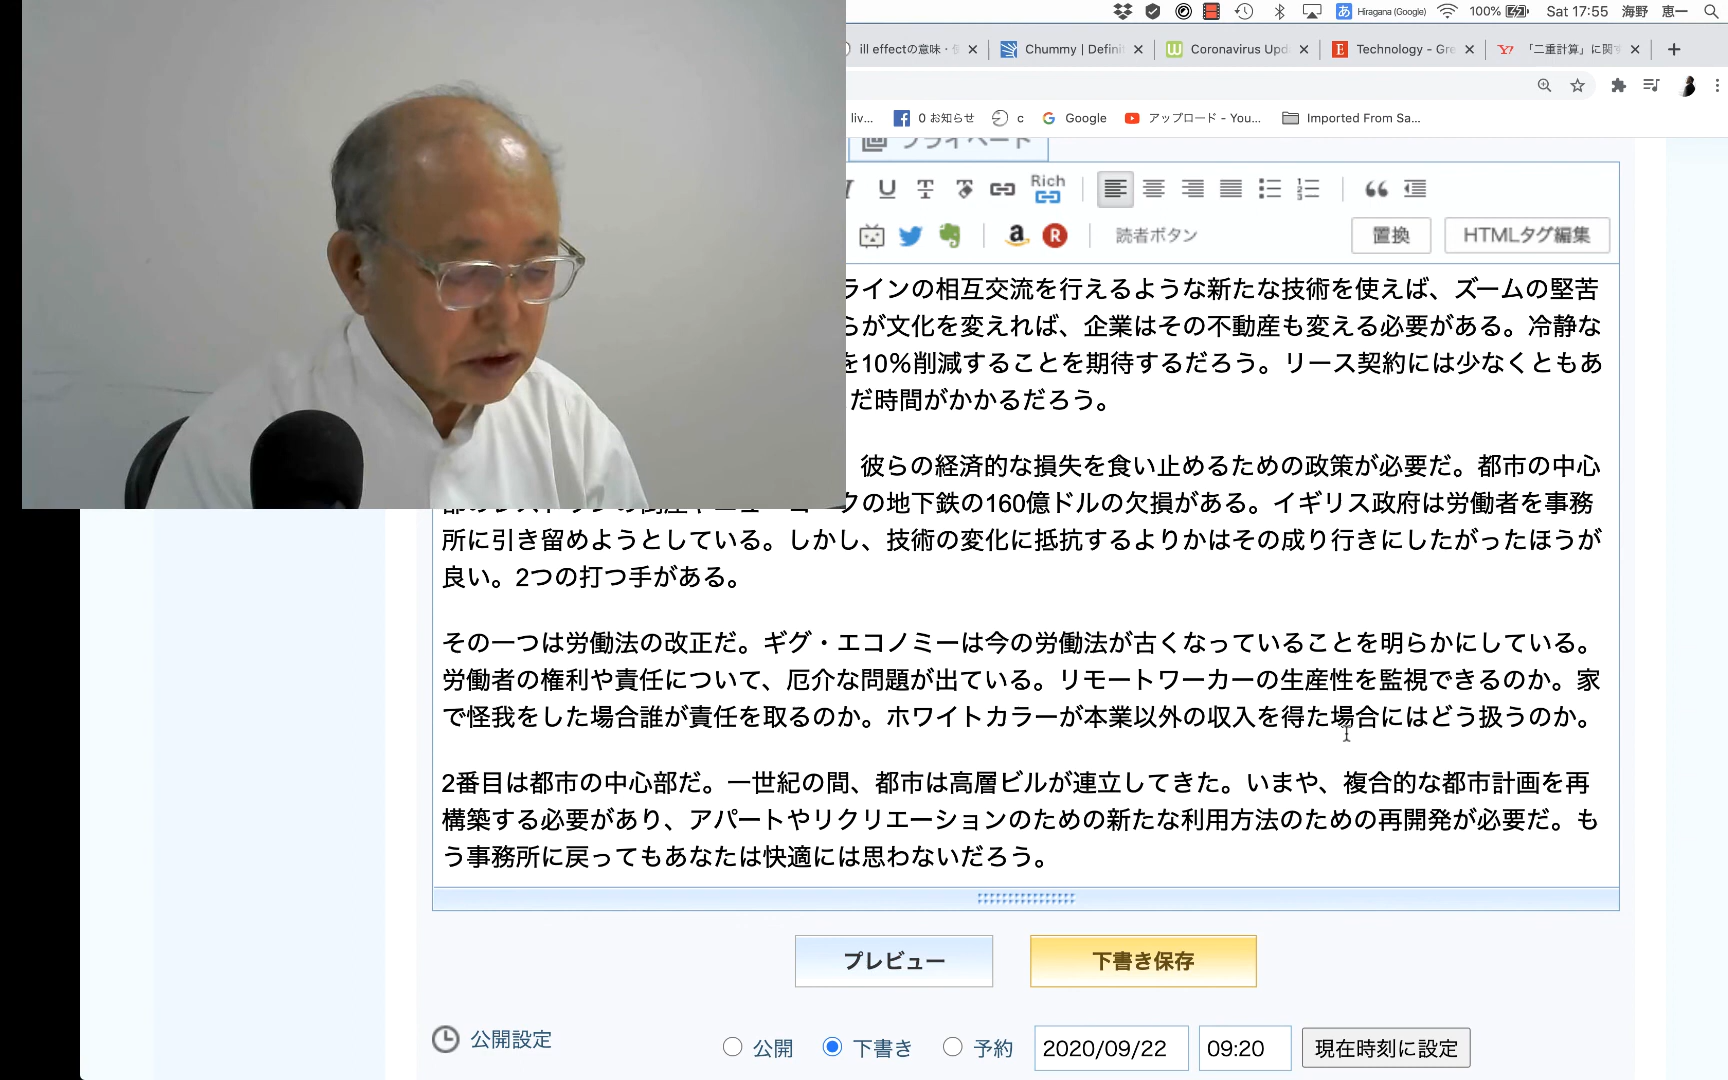 あ Hiragana (Google) 100% Sat 17:55 海野 恵一
ill effectの意味・
Chummy | Defini
Coronavirus Upd
Technology - Gre
「二重計算」に関す
liv...
0 お知らせ
c
Google
アップロード - You...
Imported From Sa...
プライベート
Rich
読者ボタン
置換
HTMLタグ編集
ラインの相互交流を行えるような新たな技術を使えば、ズームの堅苦
らが文化を変えれば、企業はその不動産も変える必要がある。冷静な
を10%削減することを期待するだろう。リース契約には少なくともあ
だ時間がかかるだろう。
彼らの経済的な損失を食い止めるための政策が必要だ。都市の中心
クの地下鉄の160億ドルの欠損がある。イギリス政府は労働者を事務
所に引き留めようとしている。しかし、技術の変化に抵抗するよりかはその成り行きにしたがったほうが
良い。2つの打つ手がある。
その一つは労働法の改正だ。ギグ・エコノミーは今の労働法が古くなっていることを明らかにしている。
労働者の権利や責任について、厄介な問題が出ている。リモートワーカーの生産性を監視できるのか。家
で怪我をした場合誰が責任を取るのか。ホワイトカラーが本業以外の収入を得た場合にはどう扱うのか。
2番目は都市の中心部だ。一世紀の間、都市は高層ビルが連立してきた。いまや、複合的な都市計画を再
構築する必要があり、アパートやリクリエーションのための新たな利用方法のための再開発が必要だ。も
う事務所に戻ってもあなたは快適には思わないだろう。
プレビュー
下書き保存
公開設定
公開
下書き
予約
2020/09/22
09:20
現在時刻に設定